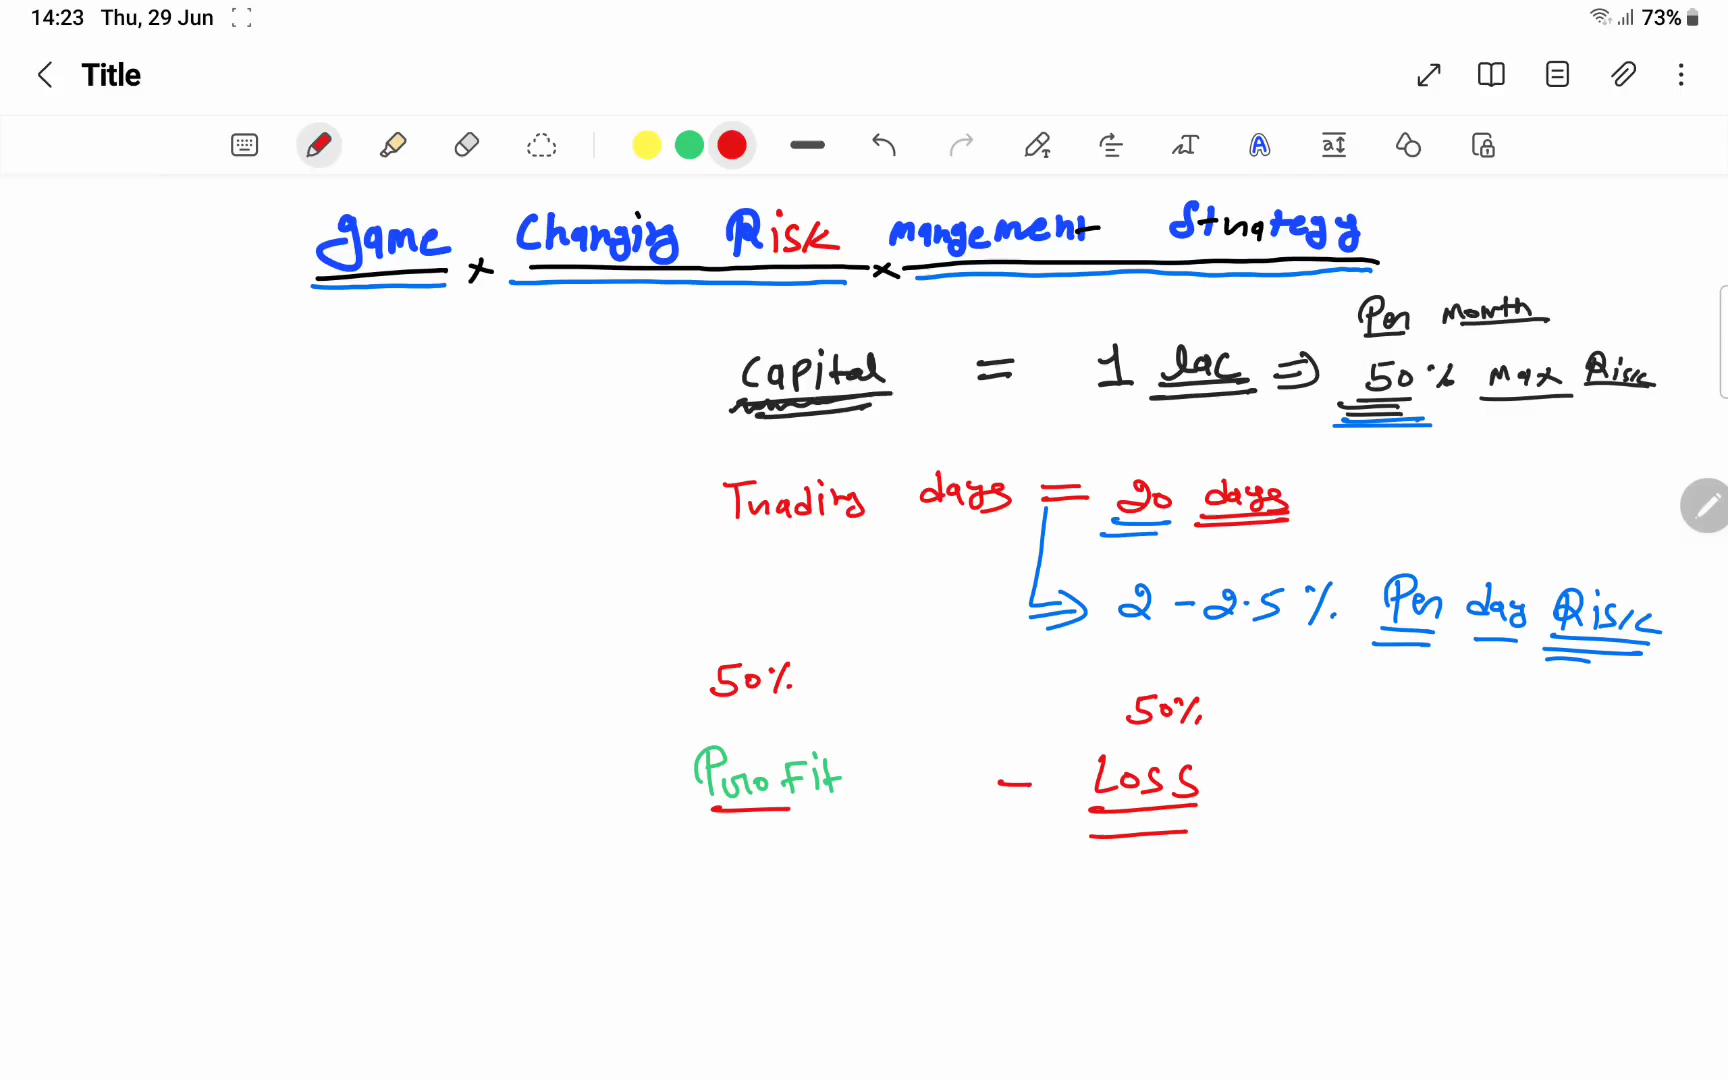 14:23 Thu, 29 Jun 73%
Title
Game Changing Risk mangement Strategy
Per Month
Capital = 1 lac ⇒ 50% Max Risk
Trading days = 20 days
⇒ 2 - 2.5% Per day Risk
50%
50%
Profit - Loss